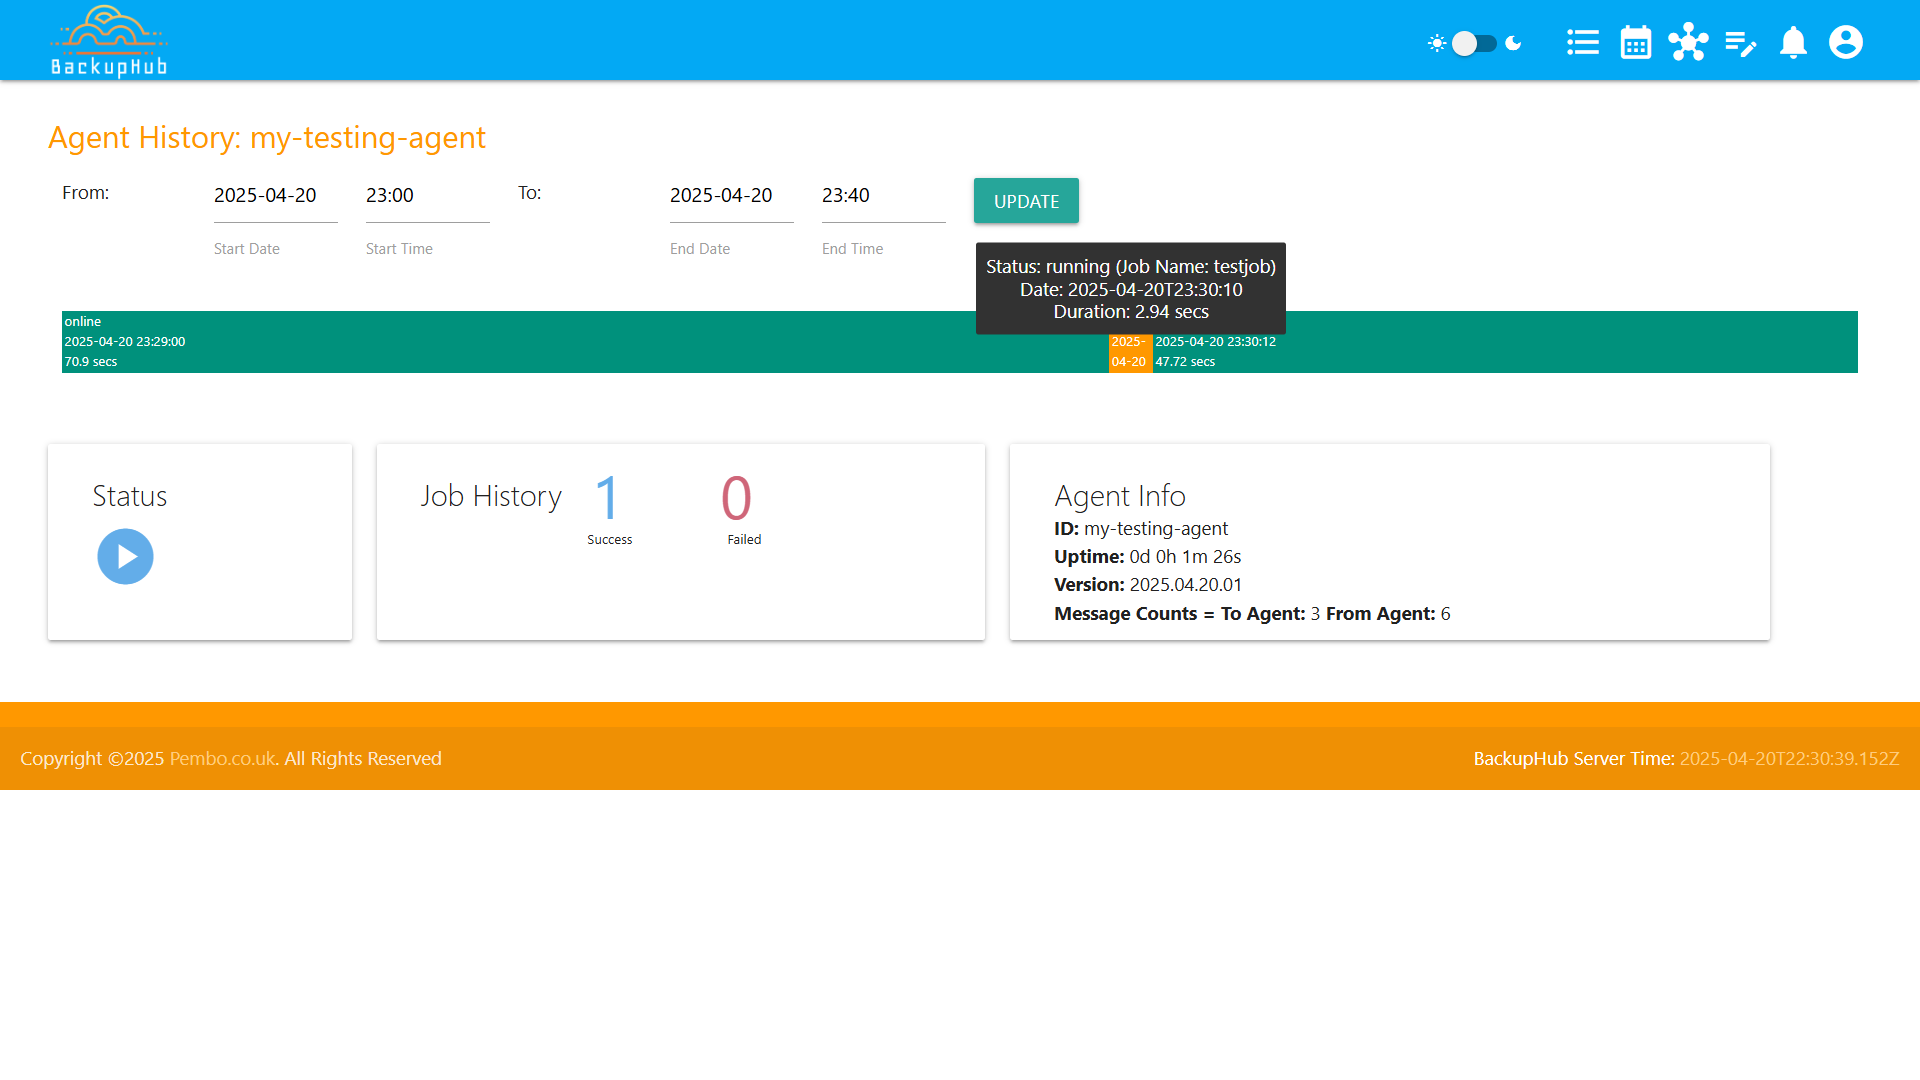 BackupHub
Agent History: my-testing-agent
From:
2025-04-20
23:00
To:
2025-04-20
23:40
UPDATE
Start Date
Start Time
End Date
End Time
Status: running (Job Name: testjob)
Date: 2025-04-20T23:30:10
Duration: 2.94 secs
online
2025-04-20 23:29:00
70.9 secs
2025-
04-20
2025-04-20 23:30:12
47.72 secs
Status
Job History
1
Success
0
Failed
Agent Info
ID: my-testing-agent
Uptime: 0d 0h 1m 26s
Version: 2025.04.20.01
Message Counts = To Agent: 3 From Agent: 6
Copyright ©2025 Pembo.co.uk. All Rights Reserved
BackupHub Server Time: 2025-04-20T22:30:39.152Z